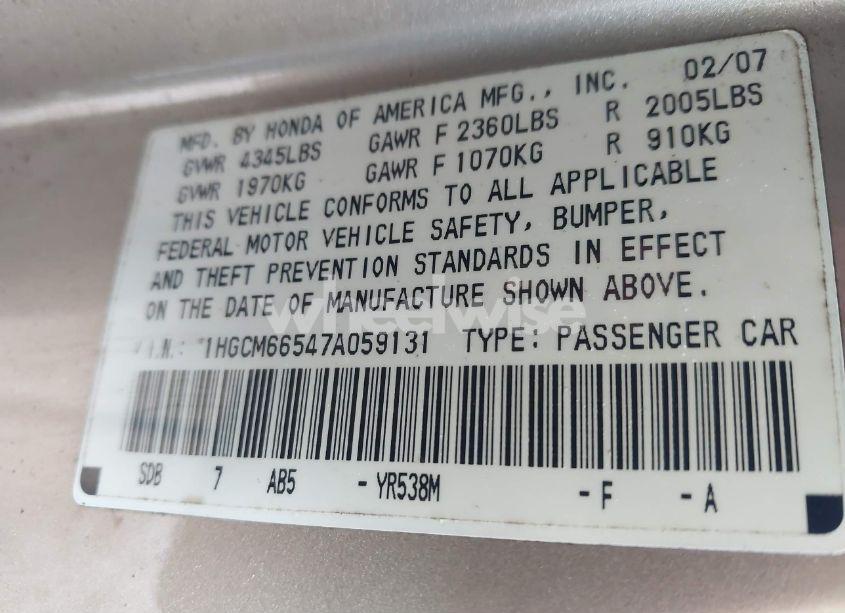 MFD. BY HONDA OF AMERICA MFG., INC. 02/07
GVWR 4345LBS GAWR F 2360LBS R 2005LBS
GVWR 1970KG GAWR F 1070KG R 910KG
THIS VEHICLE CONFORMS TO ALL APPLICABLE
FEDERAL MOTOR VEHICLE SAFETY, BUMPER,
AND THEFT PREVENTION STANDARDS IN EFFECT
ON THE DATE OF MANUFACTURE SHOWN ABOVE.
wheelwise
V.I.N.: 1HGCM66547A059131 TYPE: PASSENGER CAR
SDB 7 AB5 - YR538M - F - A